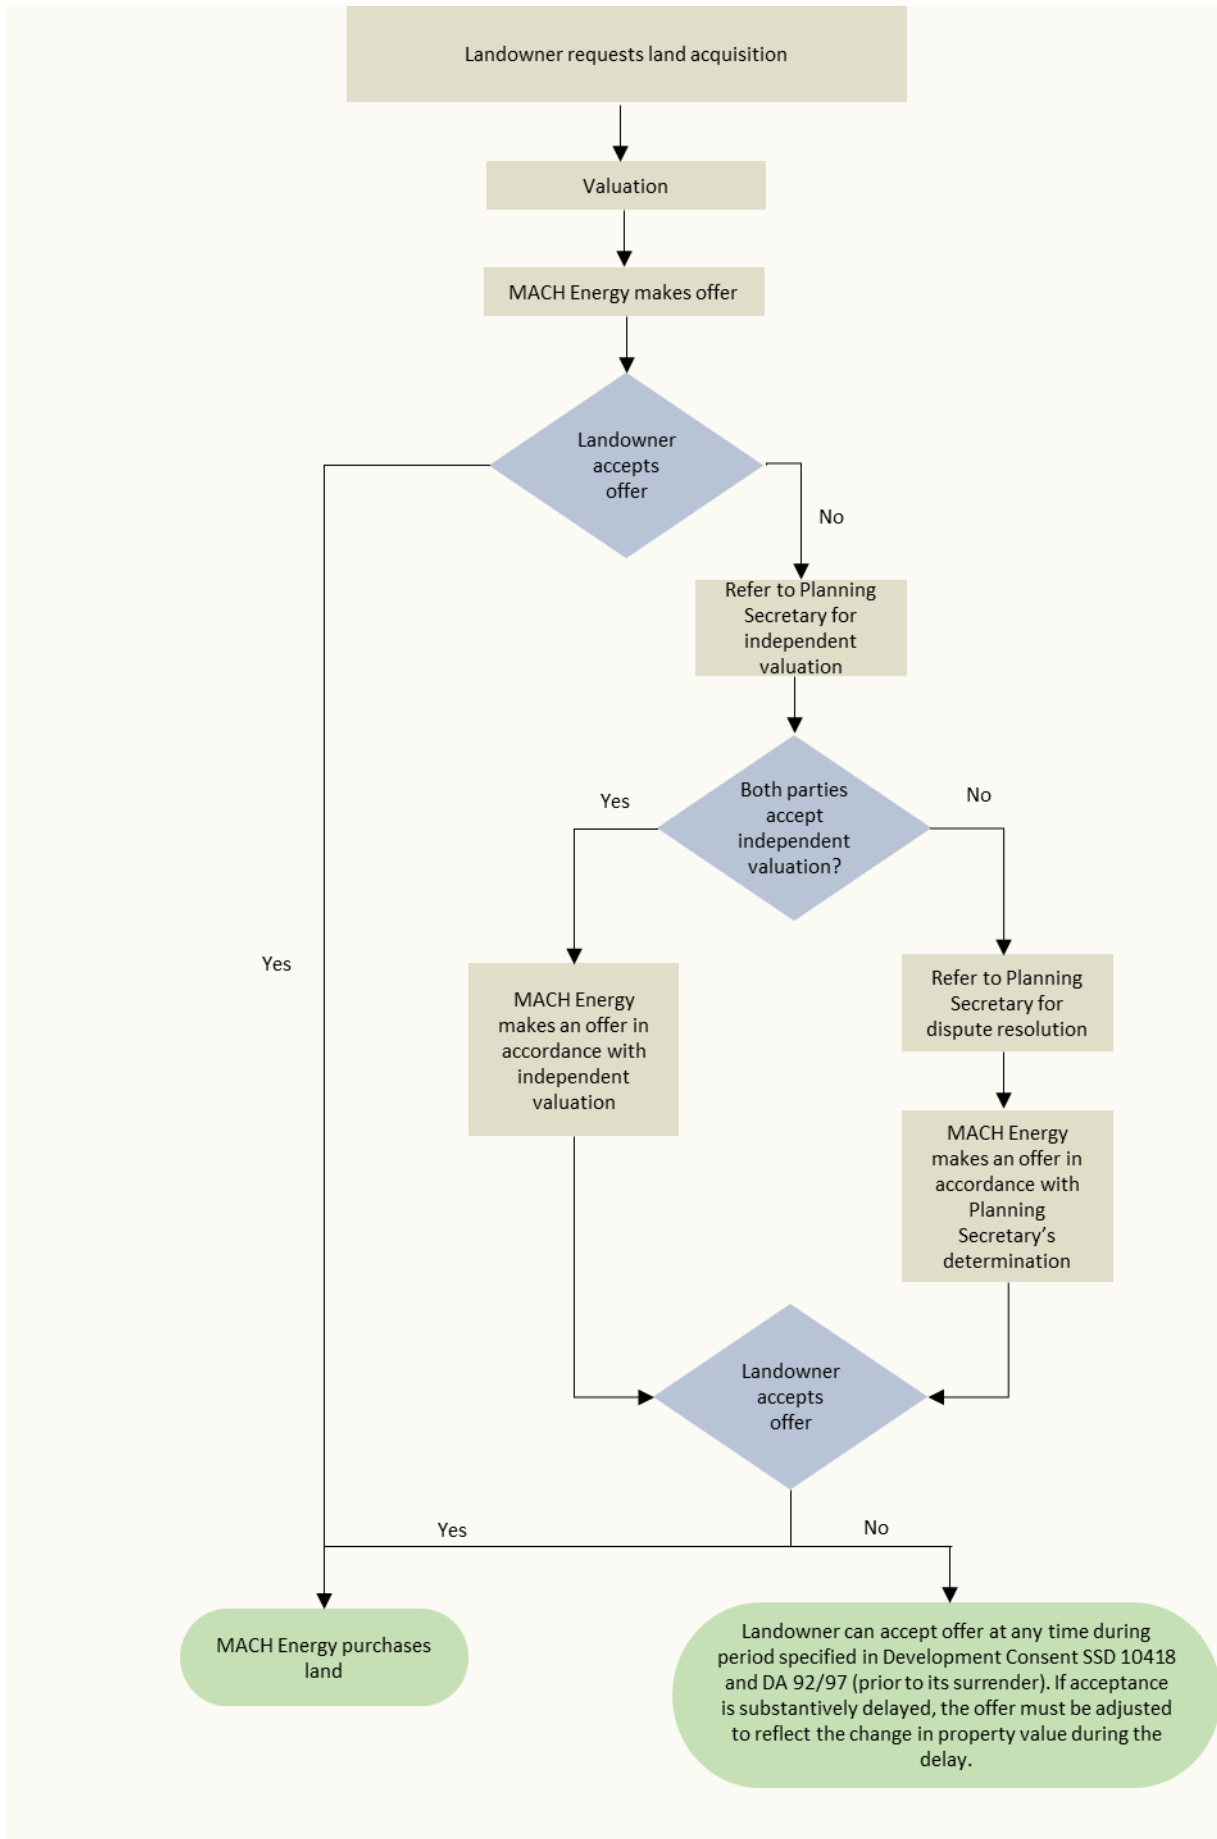 Landowner requests land acquisition
Valuation
MACH Energy makes offer
Landowner
accepts
offer
No
Refer to Planning
Secretary for
independent
valuation
Both parties
accept
independent
valuation?
Yes
No
Yes
MACH Energy
makes an offer in
accordance with
independent
valuation
Refer to Planning
Secretary for
dispute resolution
MACH Energy
makes an offer in
accordance with
Planning
Secretary’s
determination
Landowner
accepts
offer
Yes
No
MACH Energy purchases
land
Landowner can accept offer at any time during
period specified in Development Consent SSD 10418
and DA 92/97 (prior to its surrender). If acceptance
is substantively delayed, the offer must be adjusted
to reflect the change in property value during the
delay.